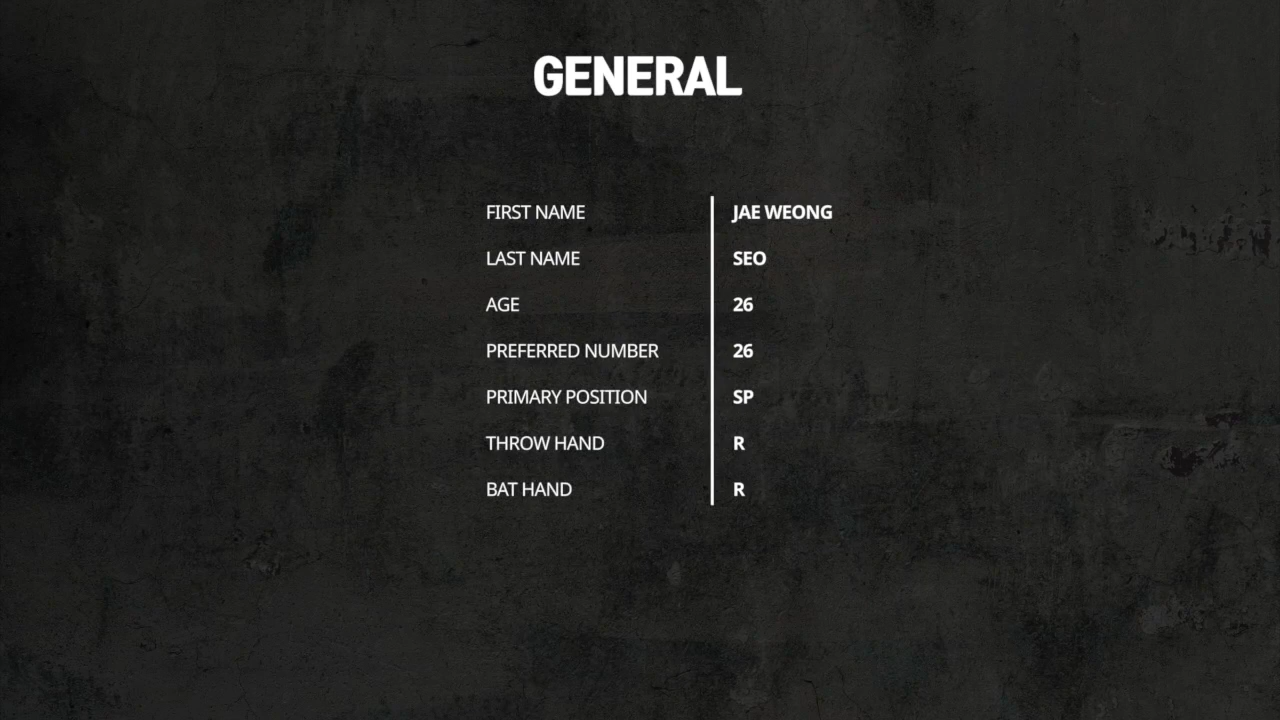 GENERAL
FIRST NAME JAE WEONG
LAST NAME SEO
AGE 26
PREFERRED NUMBER 26
PRIMARY POSITION SP
THROW HAND R
BAT HAND R